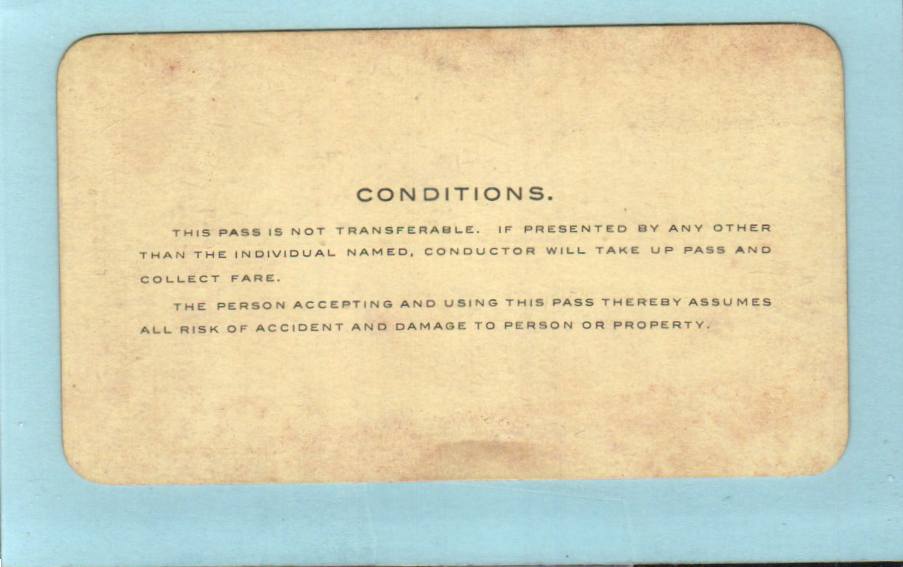 CONDITIONS.
THIS PASS IS NOT TRANSFERABLE. IF PRESENTED BY ANY OTHER
THAN THE INDIVIDUAL NAMED, CONDUCTOR WILL TAKE UP PASS AND
COLLECT FARE.
THE PERSON ACCEPTING AND USING THIS PASS THEREBY ASSUMES
ALL RISK OF ACCIDENT AND DAMAGE TO PERSON OR PROPERTY.